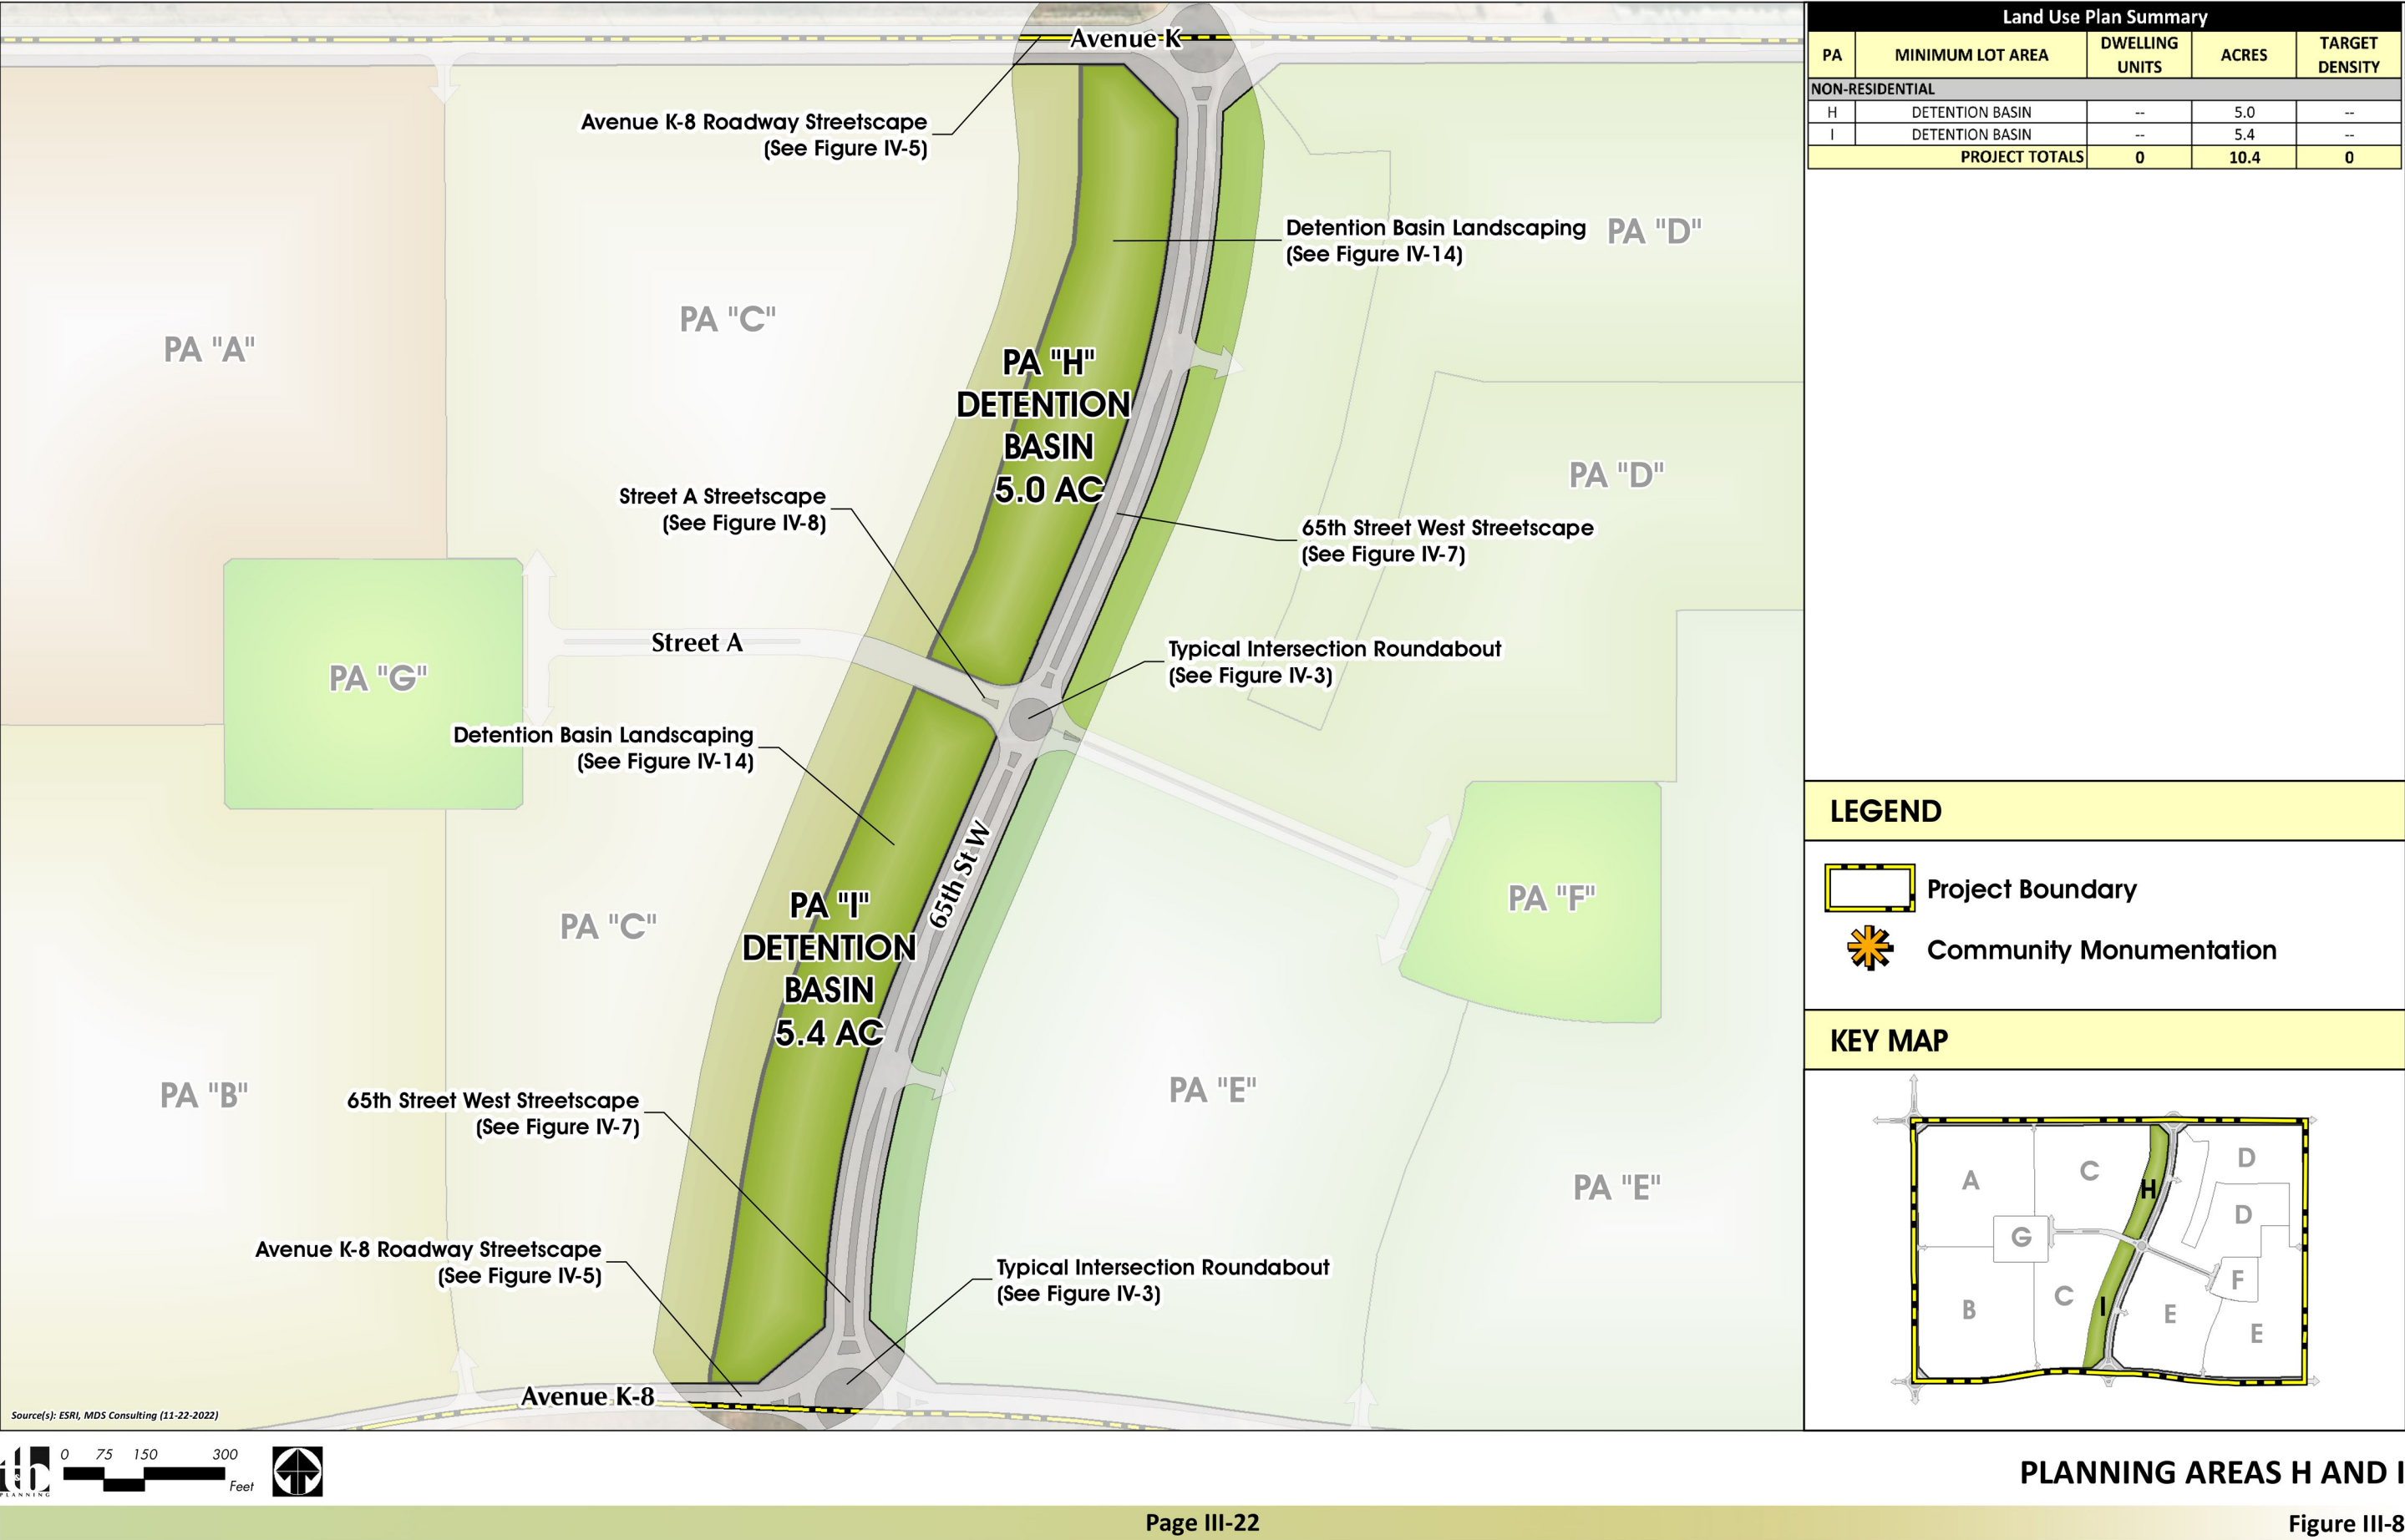 Avenue K
Avenue K-8 Roadway Streetscape
(See Figure IV-5)
Detention Basin Landscaping
(See Figure IV-14)
PA "D"
PA "C"
PA "A"
PA "H"
DETENTION
BASIN
5.0 AC
PA "D"
Street A Streetscape
(See Figure IV-8)
65th Street West Streetscape
(See Figure IV-7)
Street A
Typical Intersection Roundabout
(See Figure IV-3)
PA "G"
Detention Basin Landscaping
(See Figure IV-14)
65th St W
PA "I"
DETENTION
BASIN
5.4 AC
PA "C"
PA "F"
PA "B"
PA "E"
65th Street West Streetscape
(See Figure IV-7)
PA "E"
Avenue K-8 Roadway Streetscape
(See Figure IV-5)
Typical Intersection Roundabout
(See Figure IV-3)
Avenue K-8
Source(s): ESRI, MDS Consulting (11-22-2022)
Land Use Plan Summary
PA MINIMUM LOT AREA DWELLING UNITS ACRES TARGET DENSITY
NON-RESIDENTIAL
H DETENTION BASIN -- 5.0 --
I DETENTION BASIN -- 5.4 --
PROJECT TOTALS 0 10.4 0
LEGEND
Project Boundary
Community Monumentation
KEY MAP
A
C
H
D
D
G
F
B
C
I
E
E
t&b
PLANNING
0 75 150 300
Feet
PLANNING AREAS H AND I
Page III-22
Figure III-8